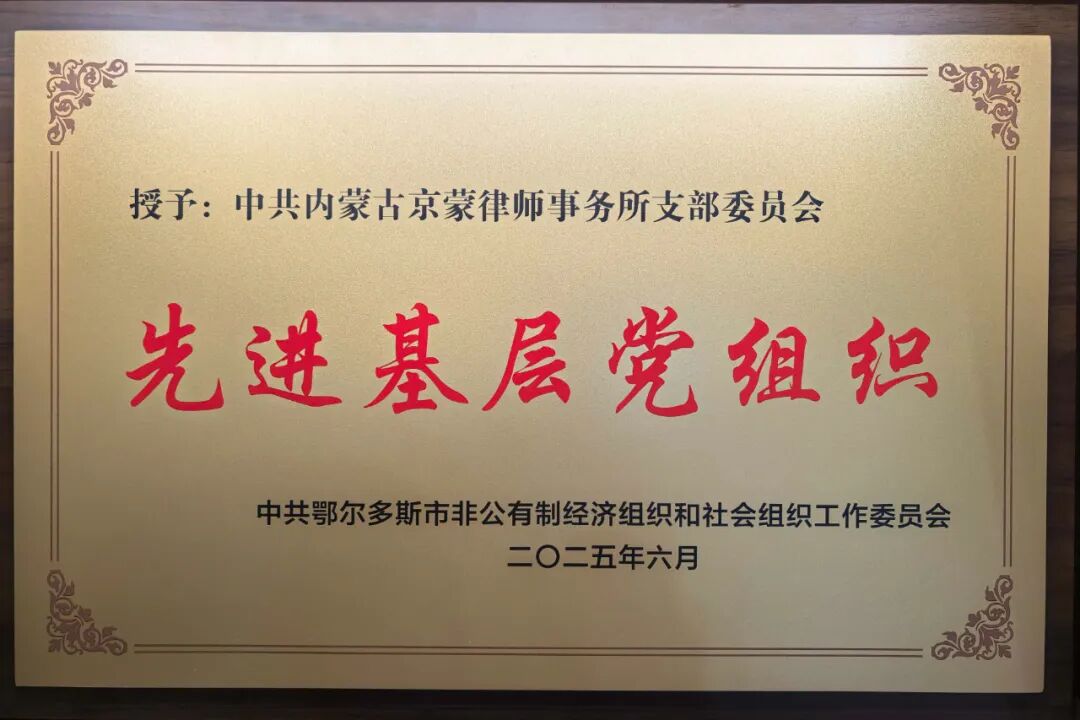 授予：中共内蒙古京蒙律师事务所支部委员会
先进基层党组织
中共鄂尔多斯市非公有制经济组织和社会组织工作委员会
二〇二五年六月